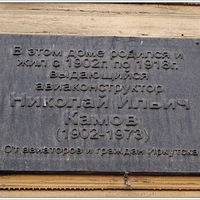 В этом доме родился и
жил с 1902г. по 1918г.
выдающийся
авиаконструктор
Николай Ильич
Камов
(1902-1973)
От авиаторов и граждан Иркутска